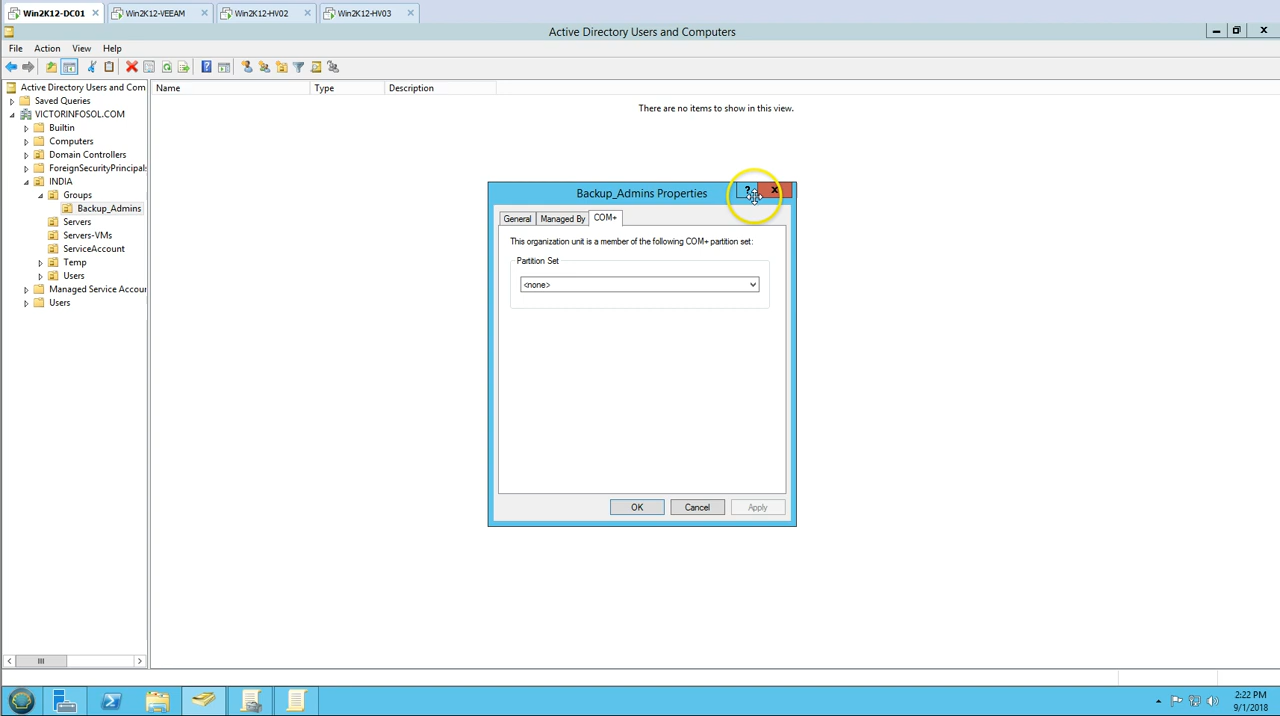 Win2K12-DC01
Win2K12-VEEAM
Win2K12-HV02
Win2K12-HV03
Active Directory Users and Computers
File Action View Help
Active Directory Users and Com
Saved Queries
VICTORINFOSOL.COM
Builtin
Computers
Domain Controllers
ForeignSecurityPrincipals
INDIA
Groups
Backup_Admins
Servers
Servers-VMs
ServiceAccount
Temp
Users
Managed Service Accour
Users
Name Type Description
There are no items to show in this view.
Backup_Admins Properties
?
General Managed By COM+
This organization unit is a member of the following COM+ partition set:
Partition Set
<none>
OK Cancel Apply
2:22 PM
9/1/2018